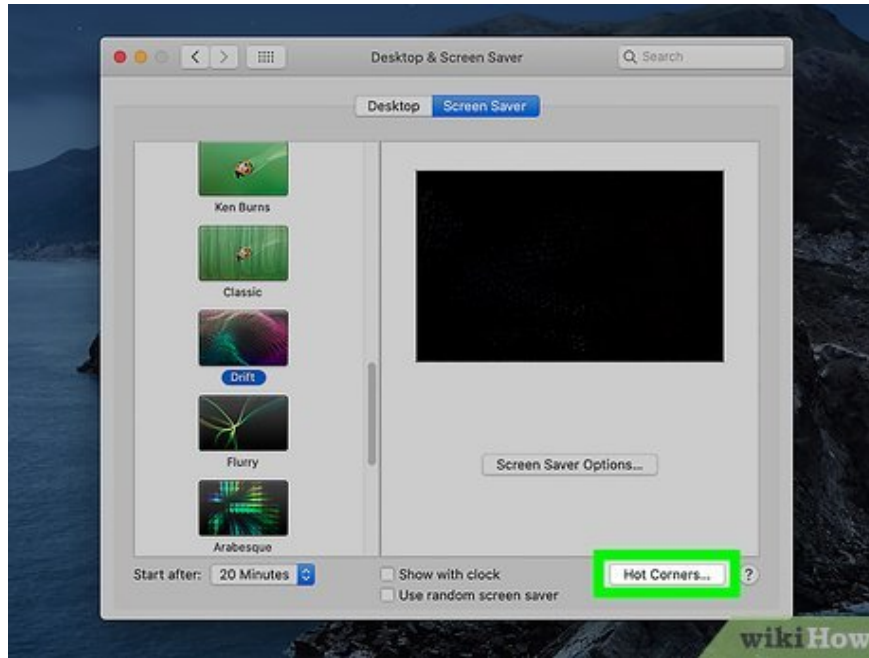 Desktop & Screen Saver
Search
Desktop
Screen Saver
Ken Burns
Classic
Drift
Flurry
Arabesque
Screen Saver Options...
Start after: 20 Minutes
Show with clock
Use random screen saver
Hot Corners...
?
wikiHow